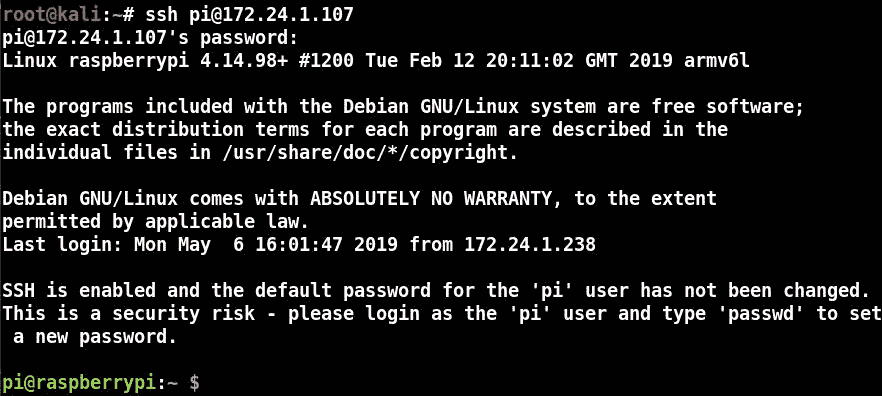 root@kali:~# ssh pi@172.24.1.107
pi@172.24.1.107's password:
Linux raspberrypi 4.14.98+ #1200 Tue Feb 12 20:11:02 GMT 2019 armv6l
The programs included with the Debian GNU/Linux system are free software;
the exact distribution terms for each program are described in the
individual files in /usr/share/doc/*/copyright.
Debian GNU/Linux comes with ABSOLUTELY NO WARRANTY, to the extent
permitted by applicable law.
Last login: Mon May  6 16:01:47 2019 from 172.24.1.238
SSH is enabled and the default password for the 'pi' user has not been changed.
This is a security risk - please login as the 'pi' user and type 'passwd' to set
 a new password.
pi@raspberrypi:~ $